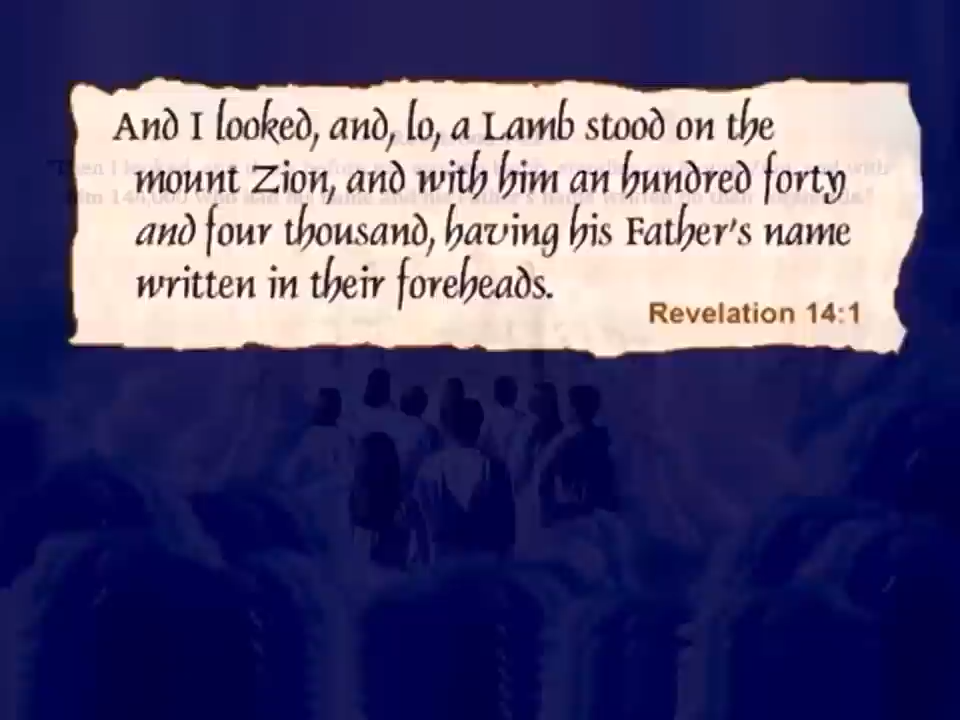 And I looked, and, lo, a Lamb stood on the
mount Zion, and with him an hundred forty
and four thousand, having his Father's name
written in their foreheads.
Revelation 14:1